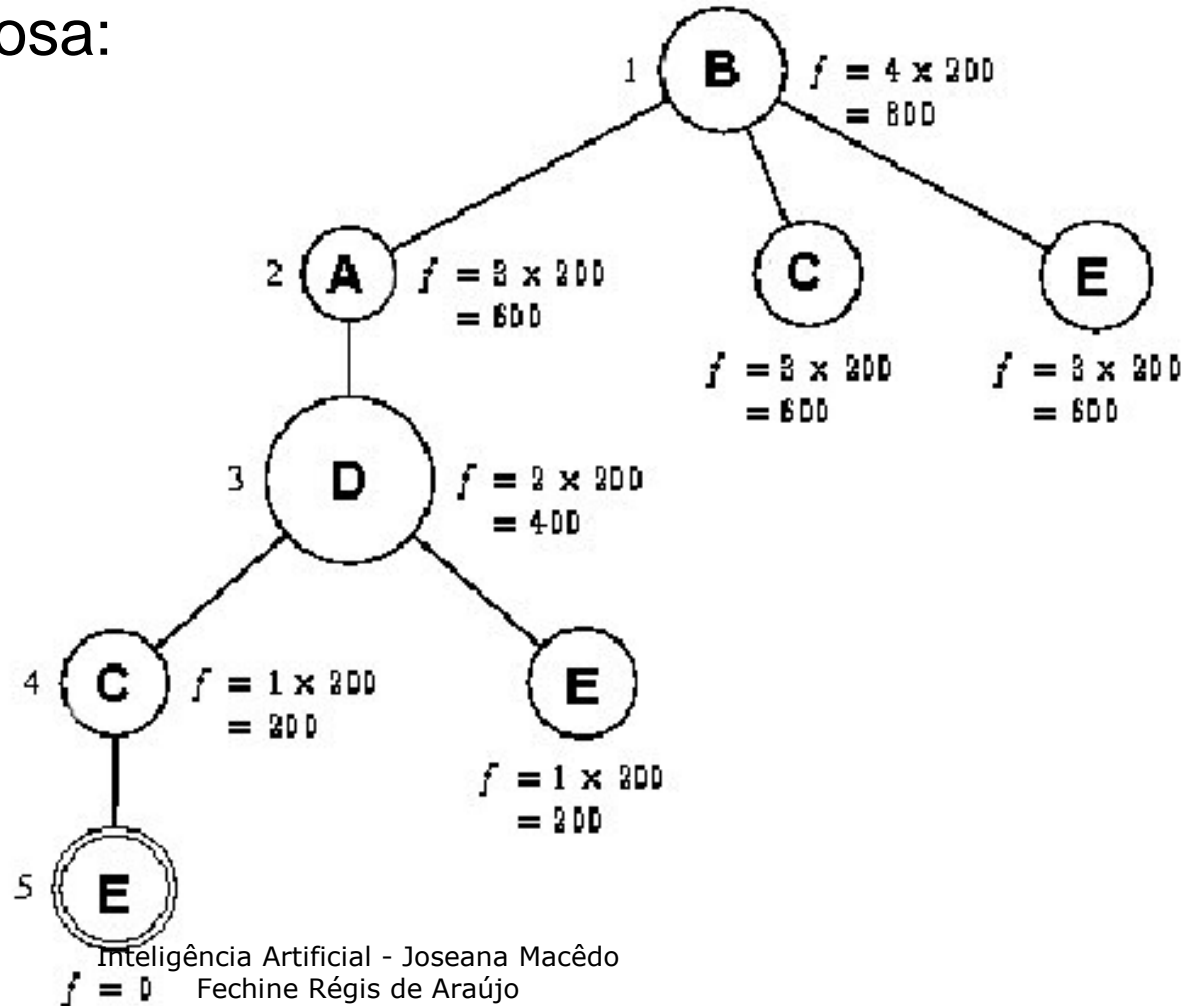 osa:
1 B f = 4 x 200
= 800
2 A f = 3 x 200
= 600
C
f = 3 x 200
= 600
E
f = 3 x 200
= 600
3 D f = 2 x 200
= 400
4 C f = 1 x 200
= 200
E
f = 1 x 200
= 200
5 E
f = 0
Inteligência Artificial - Joseana Macêdo
Fechine Régis de Araújo